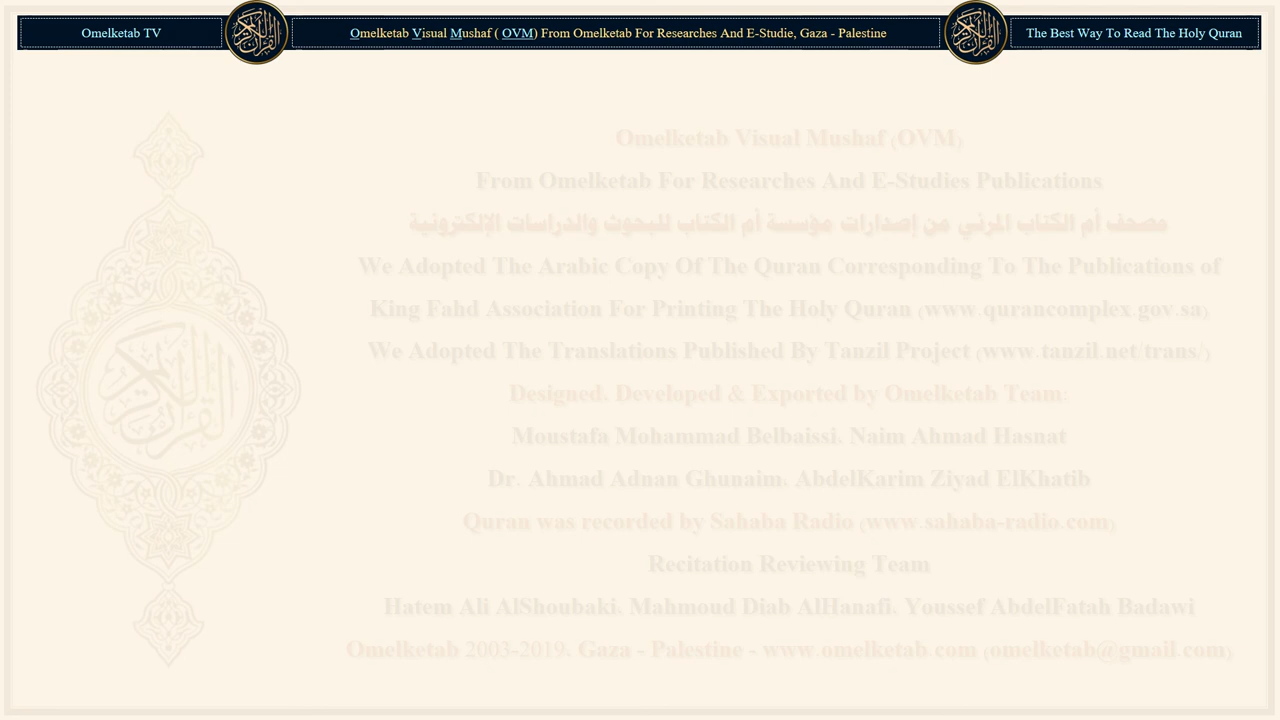 Omelketab TV
Omelketab Visual Mushaf ( OVM) From Omelketab For Researches And E-Studie, Gaza - Palestine
The Best Way To Read The Holy Quran
Omelketab Visual Mushaf (OVM)
From Omelketab For Researches And E-Studies Publications
مصحف أم الكتاب المرئي من إصدارات مؤسسة أم الكتاب للبحوث والدراسات الإلكترونية
We Adopted The Arabic Copy Of The Quran Corresponding To The Publications of
King Fahd Association For Printing The Holy Quran (www.qurancomplex.gov.sa)
We Adopted The Translations Published By Tanzil Project (www.tanzil.net/trans/)
Designed, Developed & Exported by Omelketab Team:
Moustafa Mohammad Belbaissi, Naim Ahmad Hasnat
Dr. Ahmad Adnan Ghunaim, AbdelKarim Ziyad ElKhatib
Quran was recorded by Sahaba Radio (www.sahaba-radio.com)
Recitation Reviewing Team
Hatem Ali AlShoubaki, Mahmoud Diab AlHanafi, Youssef AbdelFatah Badawi
Omelketab 2003-2019, Gaza - Palestine - www.omelketab.com (omelketab@gmail.com)